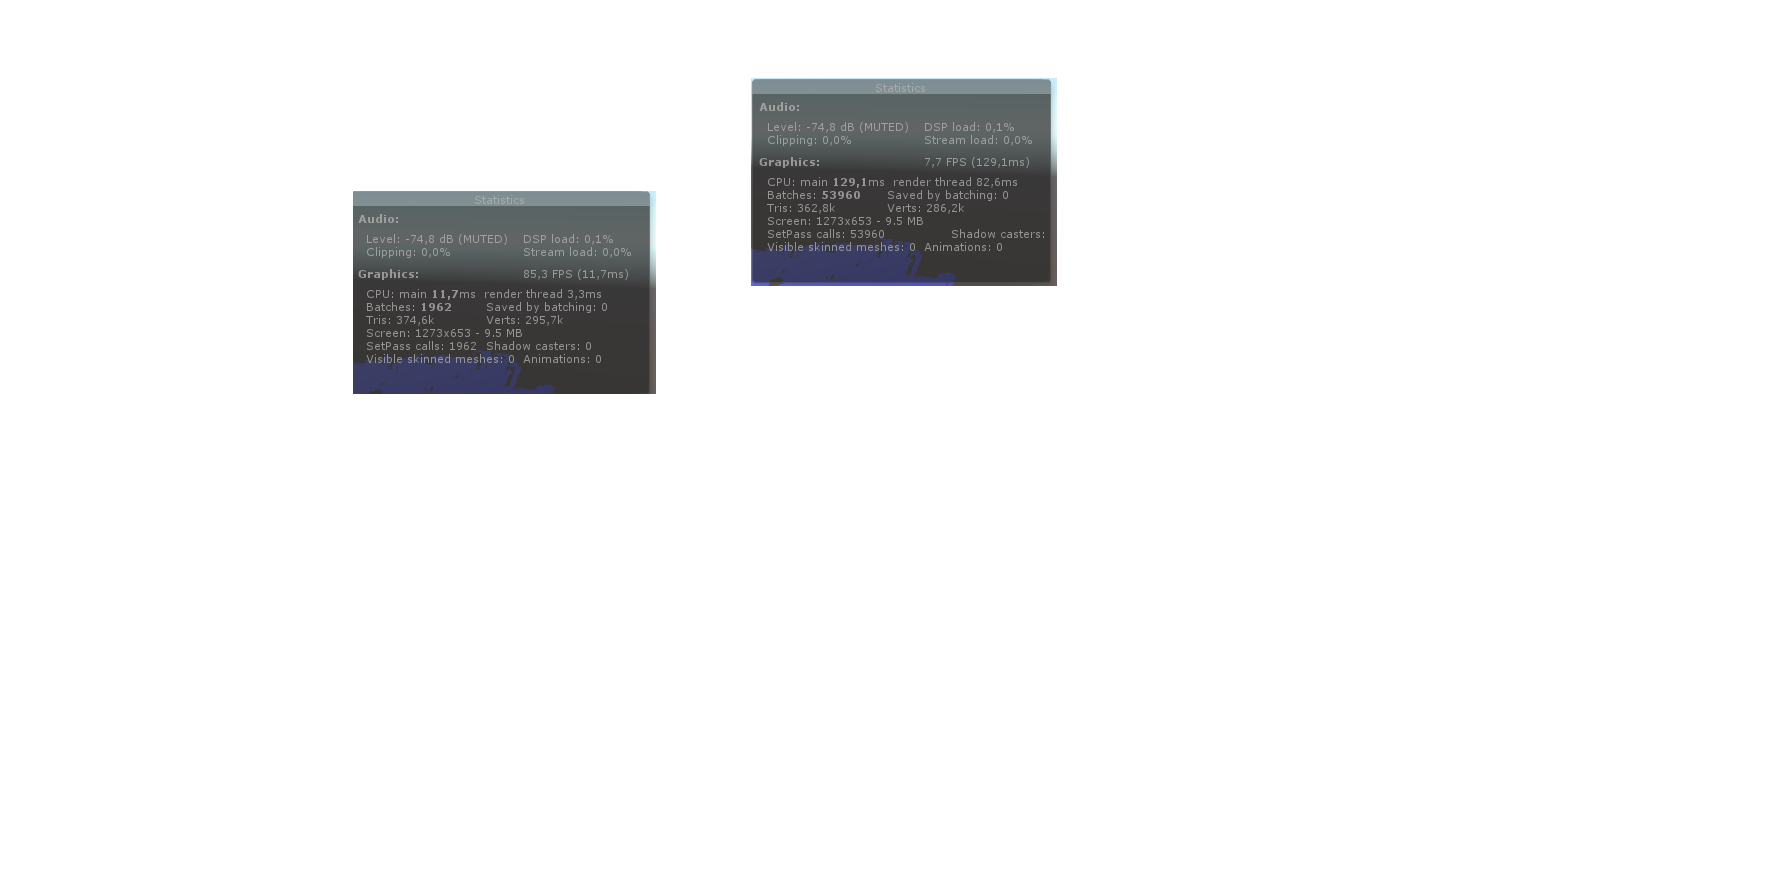 Statistics
Audio:
Level: -74,8 dB (MUTED) DSP load: 0,1%
Clipping: 0,0% Stream load: 0,0%
Graphics: 85,3 FPS (11,7ms)
CPU: main 11,7ms render thread 3,3ms
Batches: 1962 Saved by batching: 0
Tris: 374,6k Verts: 295,7k
Screen: 1273x653 - 9.5 MB
SetPass calls: 1962 Shadow casters: 0
Visible skinned meshes: 0 Animations: 0
Statistics
Audio:
Level: -74,8 dB (MUTED) DSP load: 0,1%
Clipping: 0,0% Stream load: 0,0%
Graphics: 7,7 FPS (129,1ms)
CPU: main 129,1ms render thread 82,6ms
Batches: 53960 Saved by batching: 0
Tris: 362,8k Verts: 286,2k
Screen: 1273x653 - 9.5 MB
SetPass calls: 53960 Shadow casters:
Visible skinned meshes: 0 Animations: 0